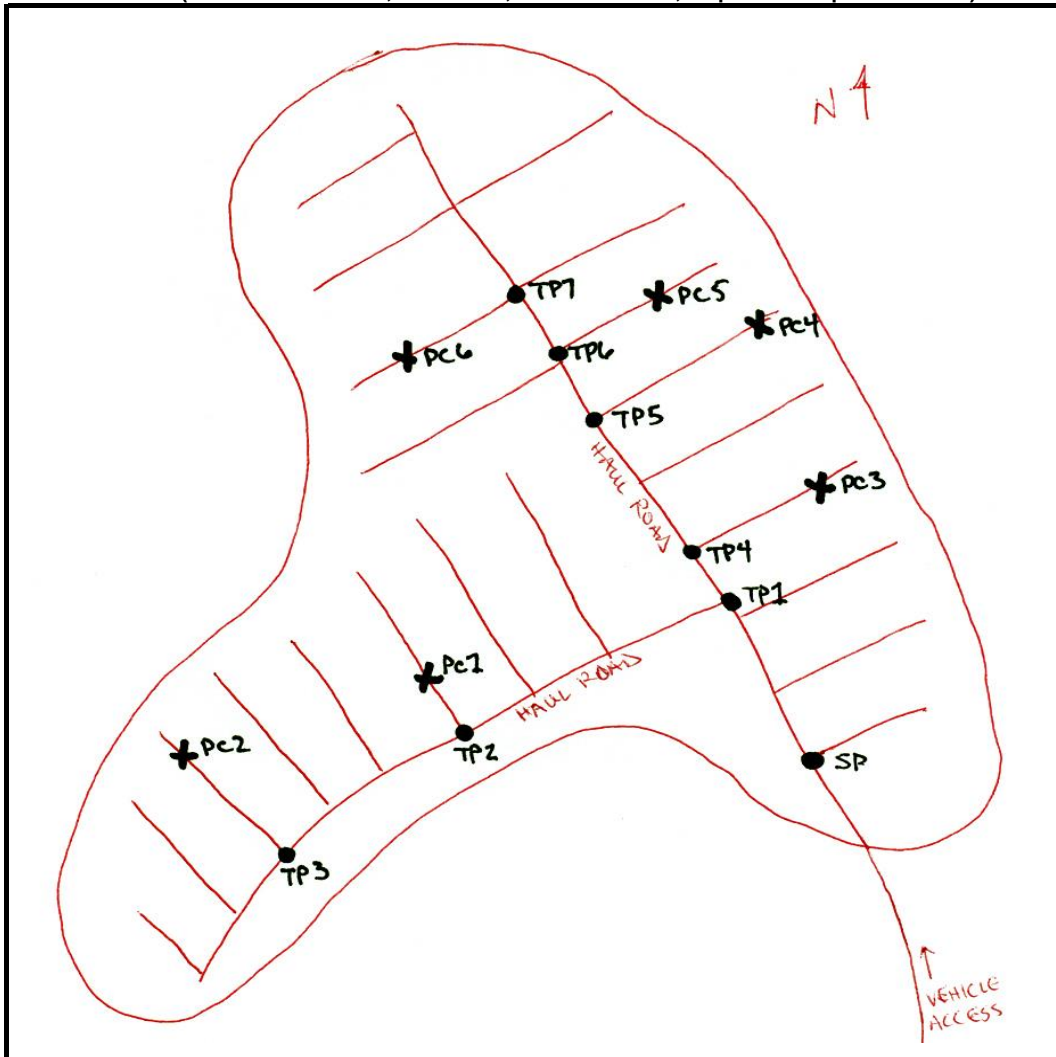 N
TP7
PC5
PC4
PC6
TP6
TP5
HAUL ROAD
PC3
TP4
TP1
PC1
HAUL ROAD
PC2
TP2
SP
TP3
VEHICLE
ACCESS